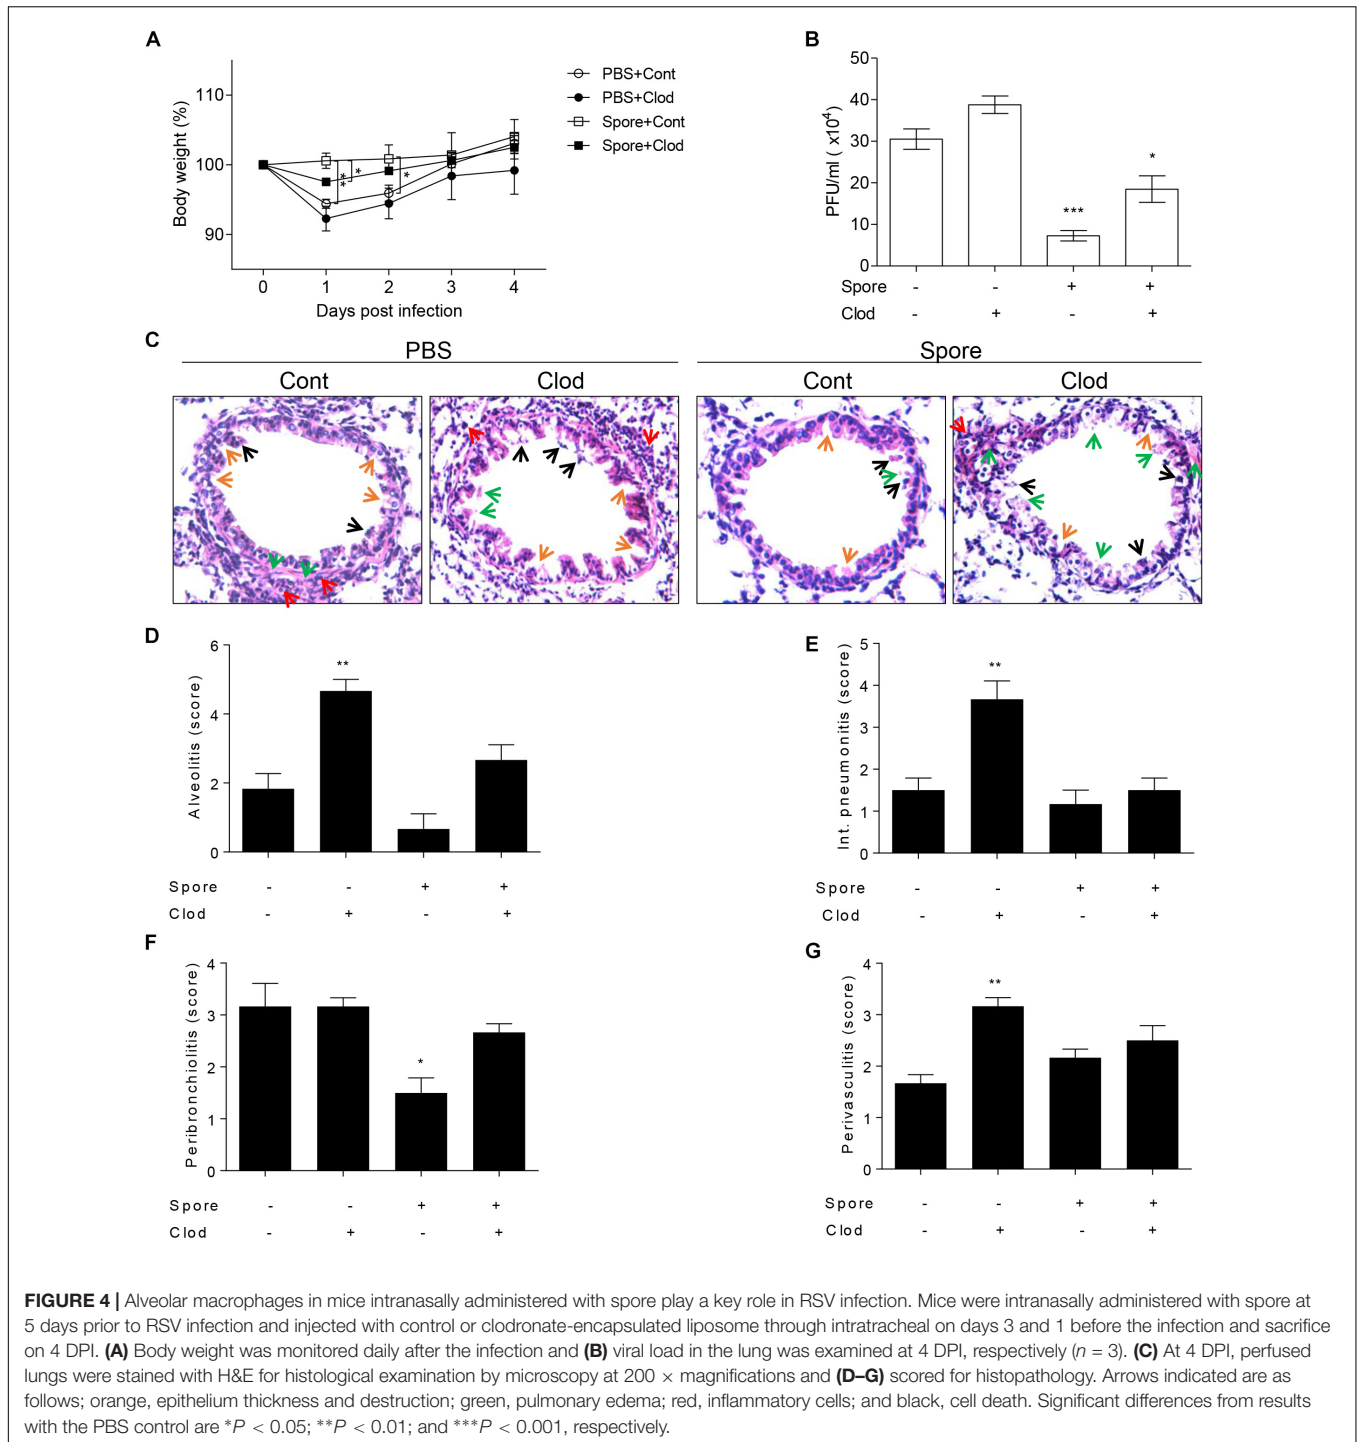 A
110
100
90
Body weight (%)
0 1 2 3 4
Days post infection
* * *
*
PBS+Cont
PBS+Clod
Spore+Cont
Spore+Clod
B
50
40
30
20
10
0
PFU/ml ( x10⁴)
***
*
Spore - - + +
Clod - + - +
C
PBS Spore
Cont Clod Cont Clod
D
6
4
2
0
Alveolitis (score)
**
Spore - - + +
Clod - + - +
E
5
4
3
2
1
0
Int. pneumonitis (score)
**
Spore - - + +
Clod - + - +
F
4
3
2
1
0
Peribronchiolitis (score)
*
Spore - - + +
Clod - + - +
G
4
3
2
1
0
Perivasculitis (score)
**
Spore - - + +
Clod - + - +
FIGURE 4 | Alveolar macrophages in mice intranasally administered with spore play a key role in RSV infection. Mice were intranasally administered with spore at
5 days prior to RSV infection and injected with control or clodronate-encapsulated liposome through intratracheal on days 3 and 1 before the infection and sacrifice
on 4 DPI. (A) Body weight was monitored daily after the infection and (B) viral load in the lung was examined at 4 DPI, respectively (n = 3). (C) At 4 DPI, perfused
lungs were stained with H&E for histological examination by microscopy at 200 × magnifications and (D–G) scored for histopathology. Arrows indicated are as
follows; orange, epithelium thickness and destruction; green, pulmonary edema; red, inflammatory cells; and black, cell death. Significant differences from results
with the PBS control are *P < 0.05; **P < 0.01; and ***P < 0.001, respectively.